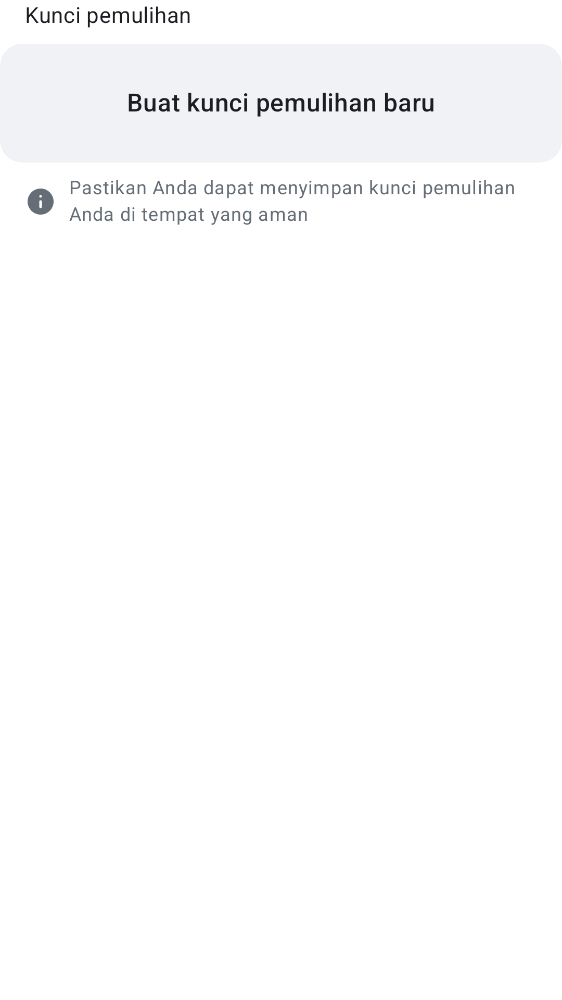 Kunci pemulihan
Buat kunci pemulihan baru
Pastikan Anda dapat menyimpan kunci pemulihan
Anda di tempat yang aman